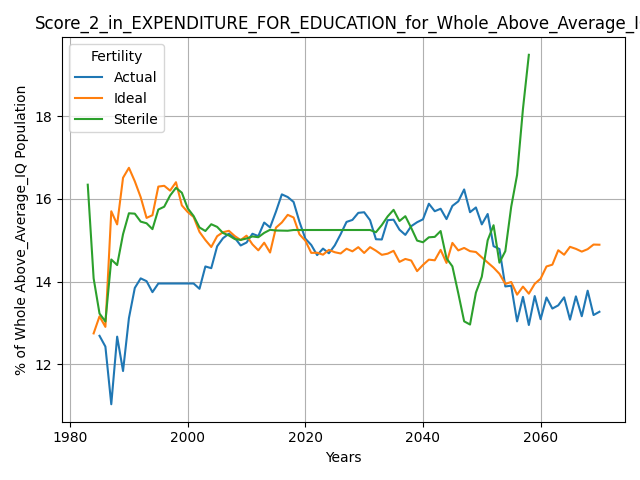 Score_2_in_EXPENDITURE_FOR_EDUCATION_for_Whole_Above_Average_I
Fertility
Actual
Ideal
Sterile
% of Whole Above_Average_IQ Population
18
16
14
12
1980 2000 2020 2040 2060
Years